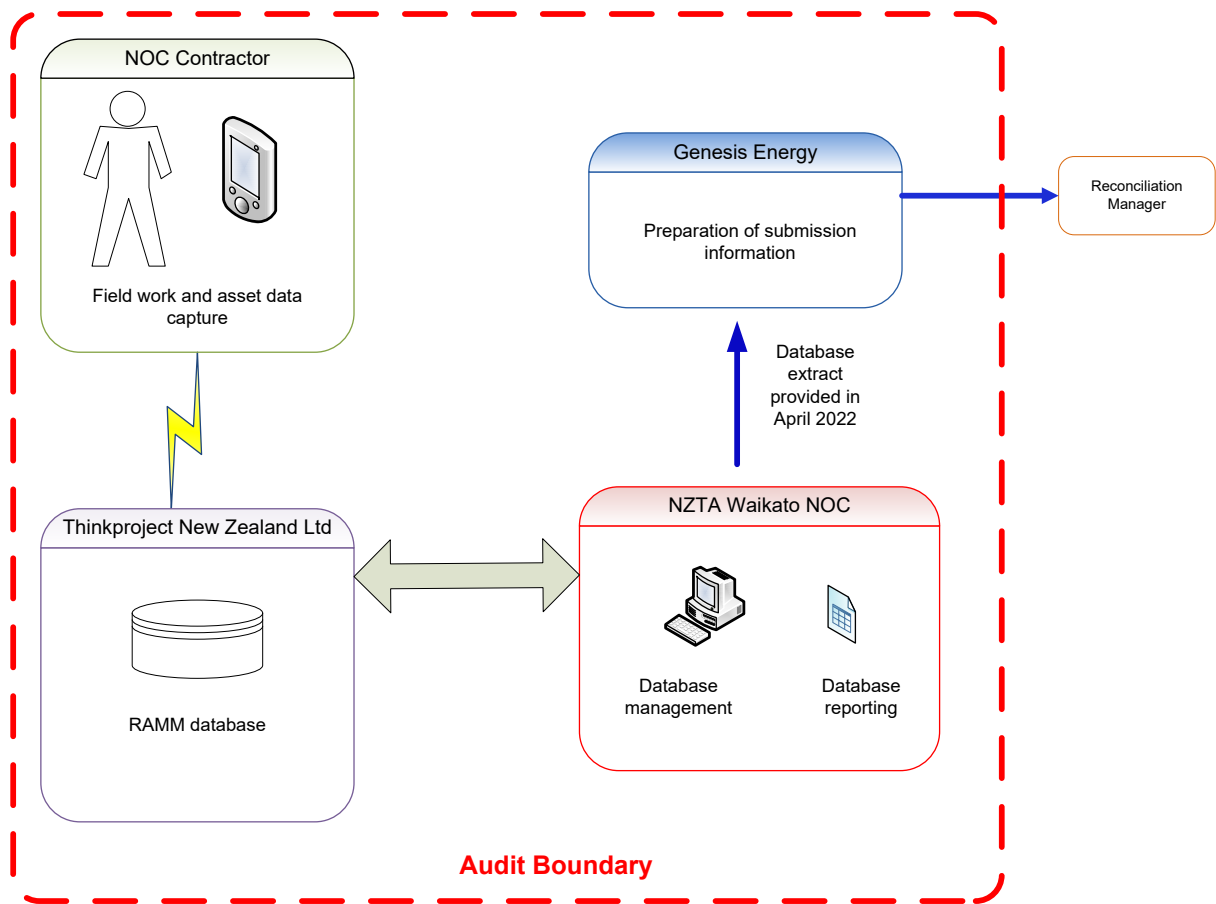 NOC Contractor
Field work and asset data
capture
Genesis Energy
Preparation of submission
information
Reconciliation
Manager
Database
extract
provided in
April 2022
Thinkproject New Zealand Ltd
RAMM database
NZTA Waikato NOC
Database
management
Database
reporting
Audit Boundary